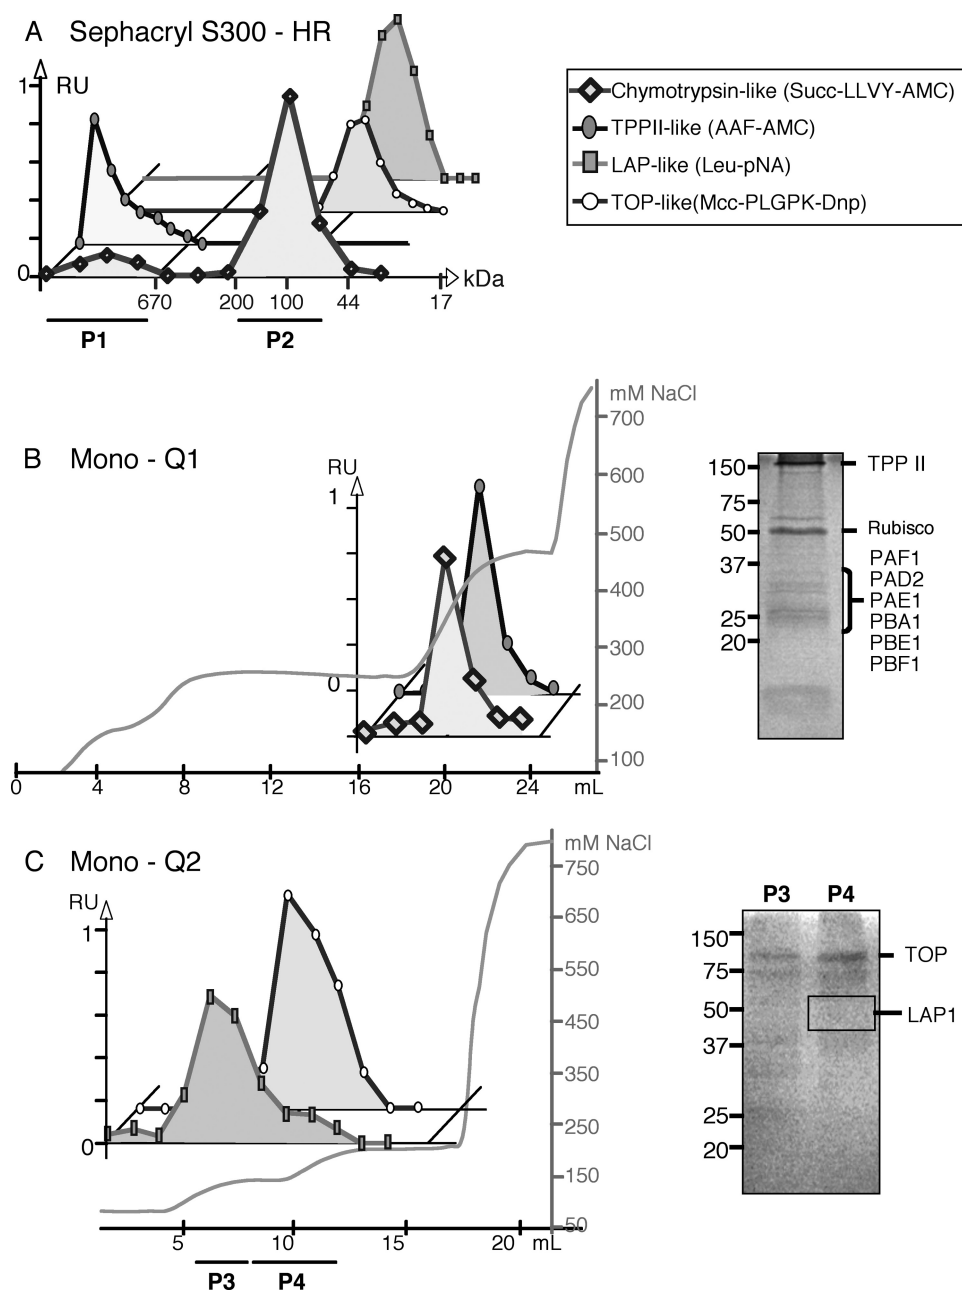 A Sephacryl S300 - HR
RU
1
0
kDa
670 200 100 44 17
P1 P2
Chymotrypsin-like (Succ-LLVY-AMC)
TPPII-like (AAF-AMC)
LAP-like (Leu-pNA)
TOP-like(Mcc-PLGPK-Dnp)
B Mono - Q1
RU
1
0
mM NaCl
700
600
500
400
300
200
100
0 4 8 12 16 20 24 mL
150
75
50
37
25
20
TPP II
Rubisco
PAF1
PAD2
PAE1
PBA1
PBE1
PBF1
C Mono - Q2
RU
1
0
mM NaCl
750
650
550
450
350
250
150
50
5 10 15 20 mL
P3 P4
P3 P4
150
75
50
37
25
20
TOP
LAP1